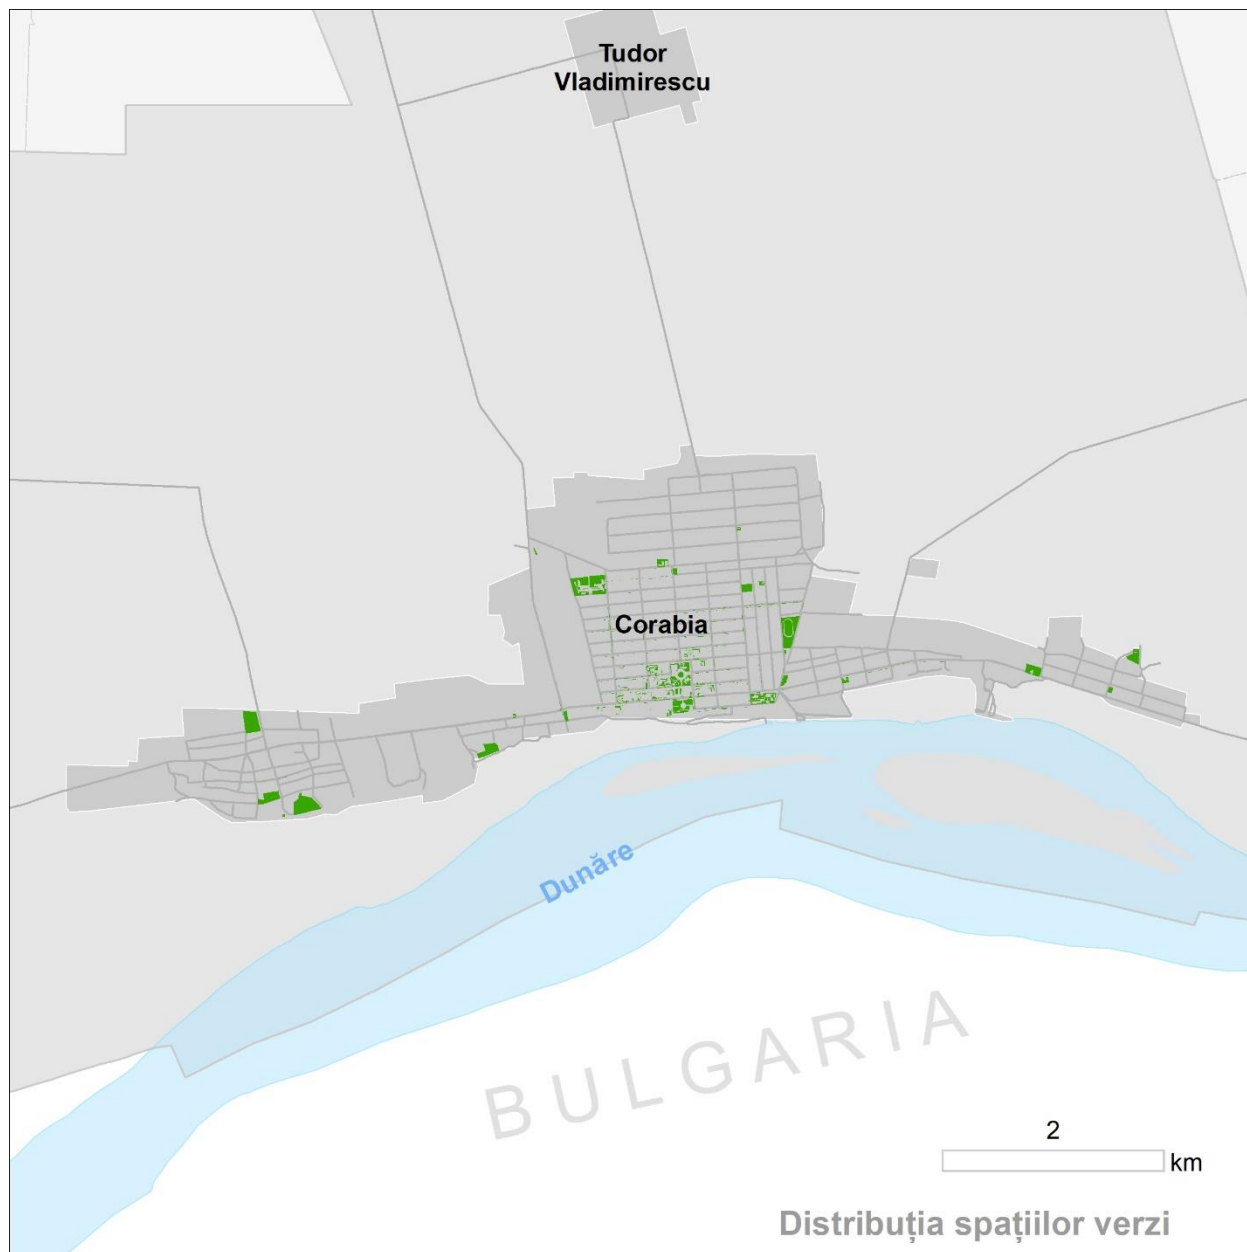 Tudor
Vladimirescu
Corabia
Dunăre
BULGARIA
2
km
Distribuția spațiilor verzi